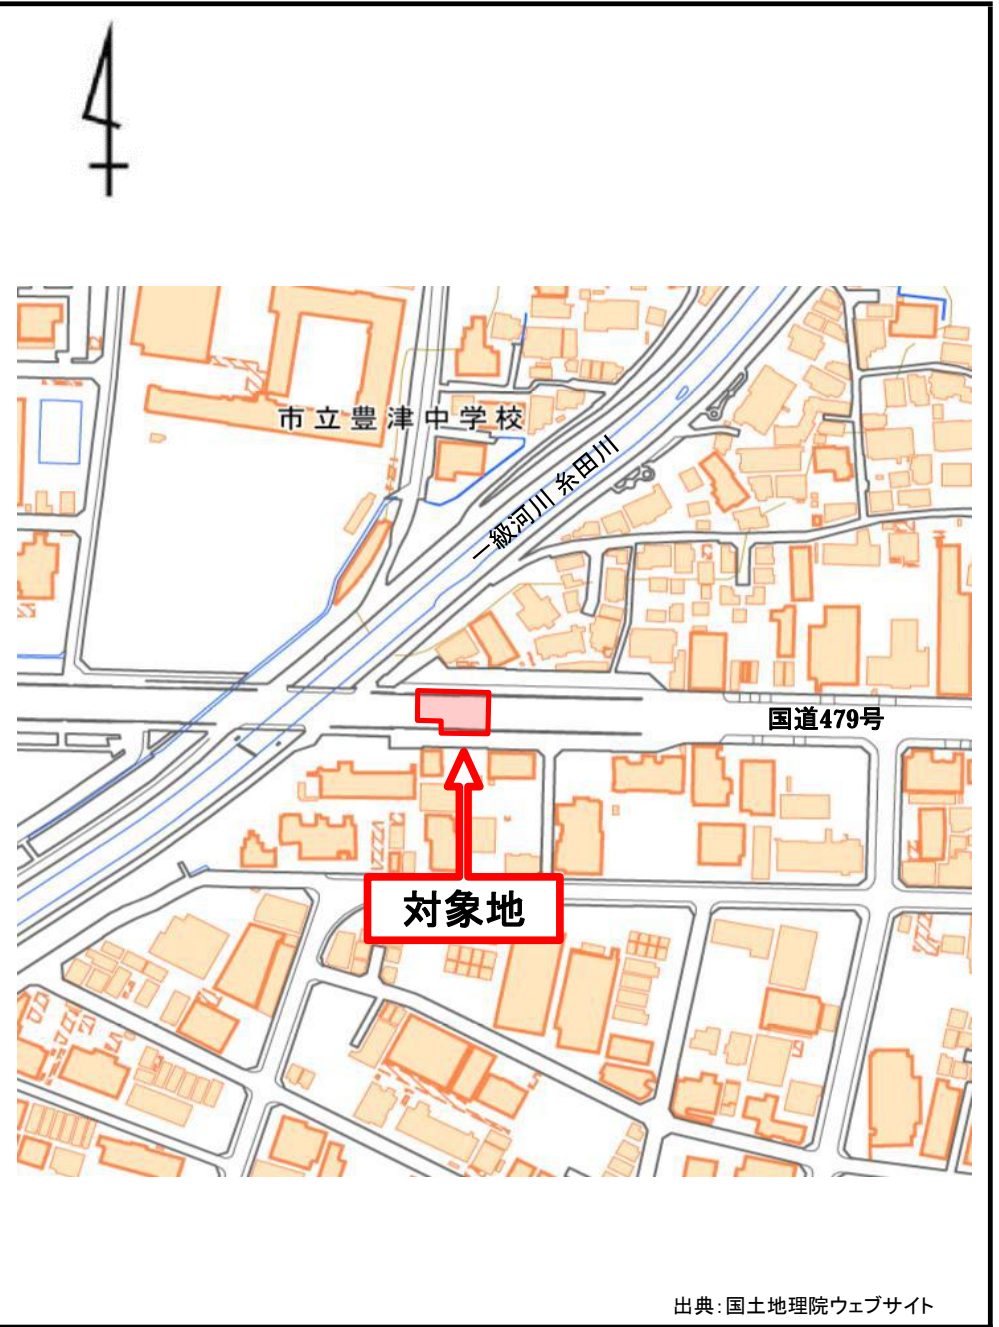 市立豊津中学校
一級河川 糸田川
国道479号
対象地
出典：国土地理院ウェブサイト